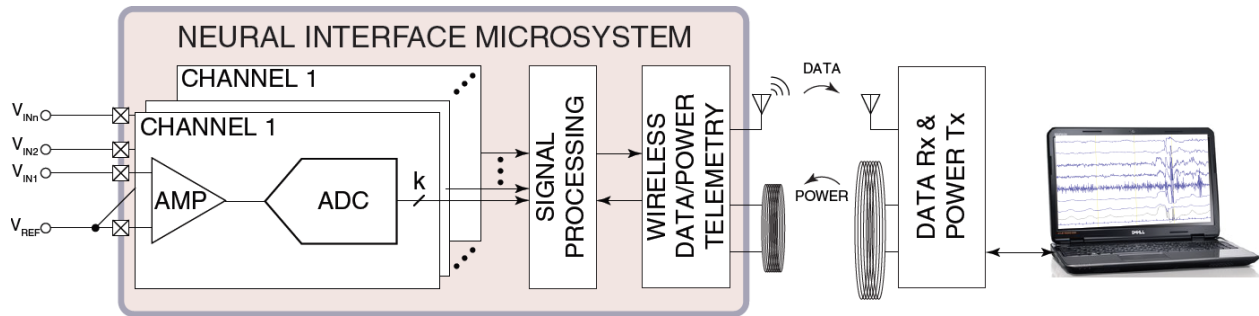 NEURAL INTERFACE MICROSYSTEM
CHANNEL 1
CHANNEL 1
V_INn
V_IN2
V_IN1
V_REF
AMP
ADC
k
SIGNAL
PROCESSING
WIRELESS
DATA/POWER
TELEMETRY
DATA
POWER
DATA Rx &
POWER Tx
DELL